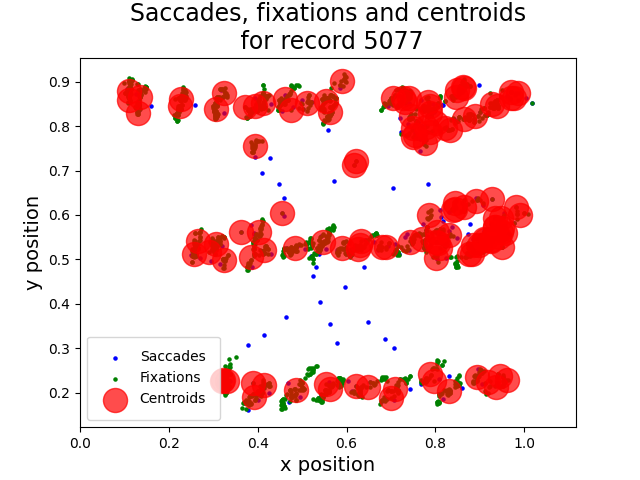 Saccades, fixations and centroids
for record 5077
y position
0.9
0.8
0.7
0.6
0.5
0.4
0.3
0.2
Saccades
Fixations
Centroids
0.0 0.2 0.4 0.6 0.8 1.0
x position